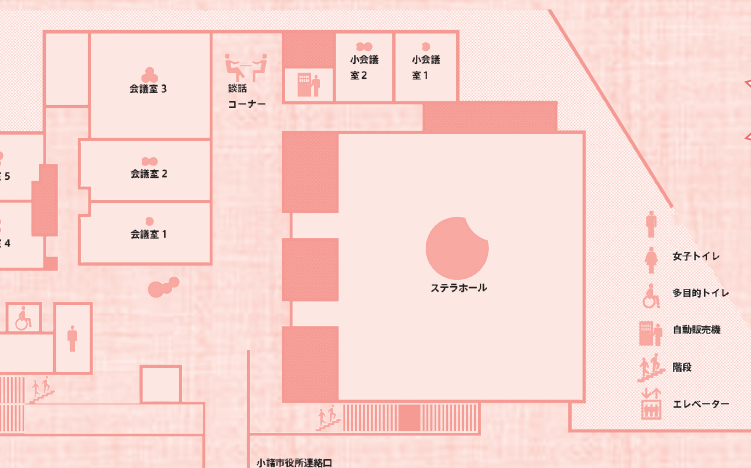 会議室 3
談話
コーナー
小会議
室 2
小会議
室 1
会議室 2
会議室 1
5
4
ステラホール
女子トイレ
多目的トイレ
自動販売機
階段
エレベーター
小諸市役所連絡口